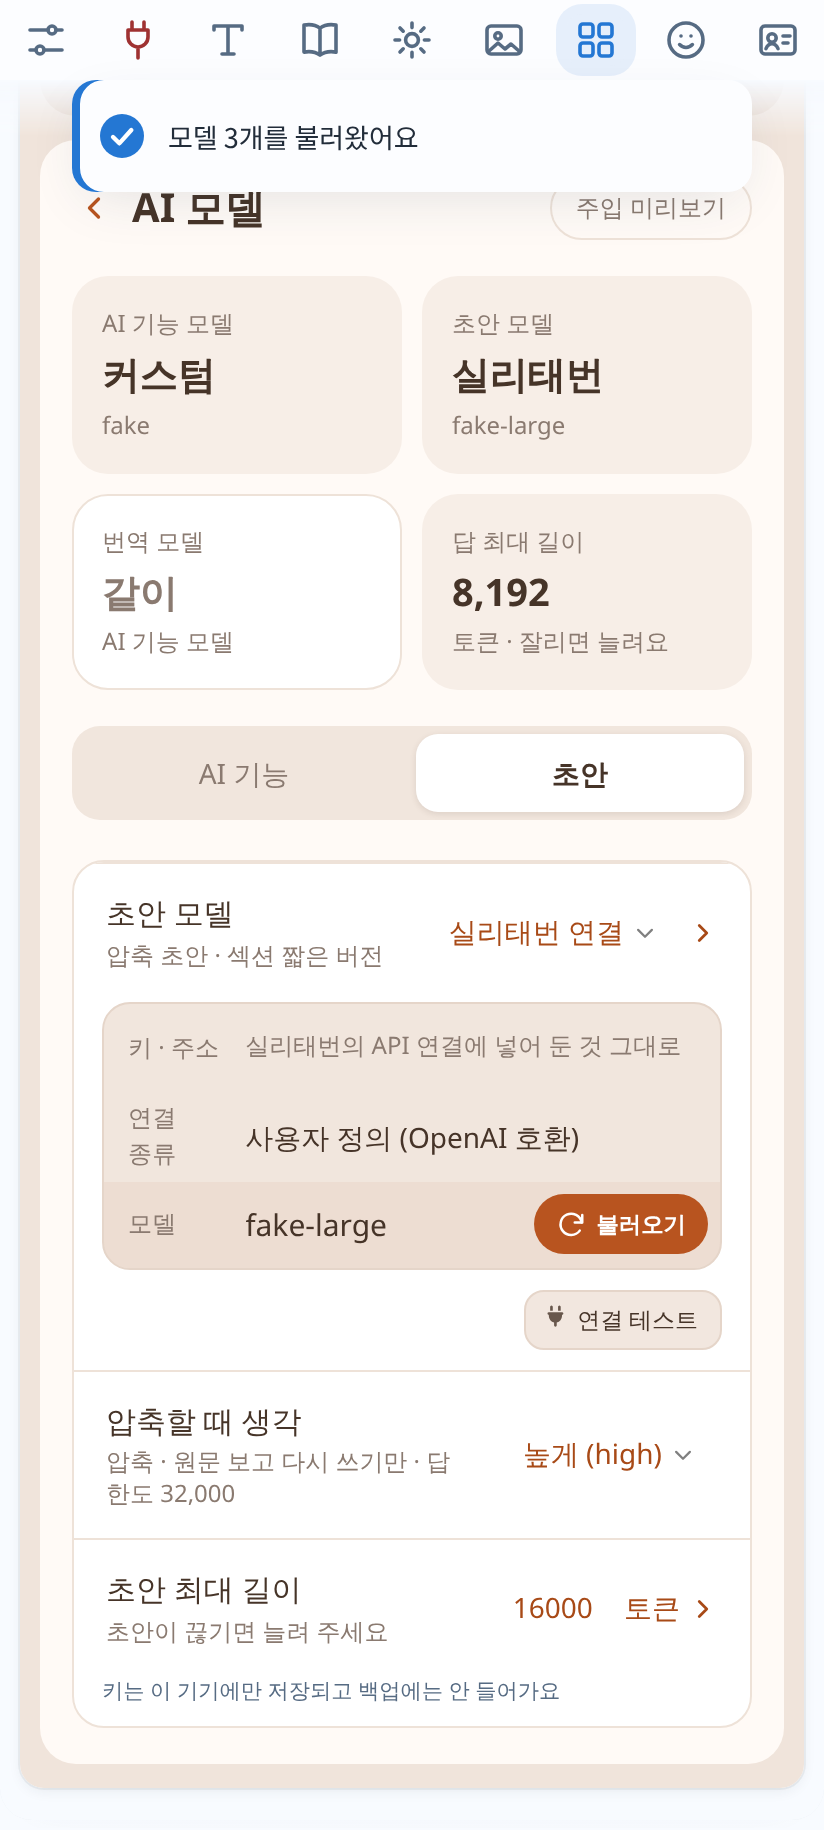 모델 3개를 불러왔어요
AI 모델
주입 미리보기
AI 기능 모델
커스텀
fake
초안 모델
실리태번
fake-large
번역 모델
같이
AI 기능 모델
답 최대 길이
8,192
토큰 · 잘리면 늘려요
AI 기능
초안
초안 모델
압축 초안 · 섹션 짧은 버전
실리태번 연결
키 · 주소
실리태번의 API 연결에 넣어 둔 것 그대로
연결
종류
사용자 정의 (OpenAI 호환)
모델
fake-large
불러오기
연결 테스트
압축할 때 생각
압축 · 원문 보고 다시 쓰기만 · 답
한도 32,000
높게 (high)
초안 최대 길이
초안이 끊기면 늘려 주세요
16000 토큰
키는 이 기기에만 저장되고 백업에는 안 들어가요